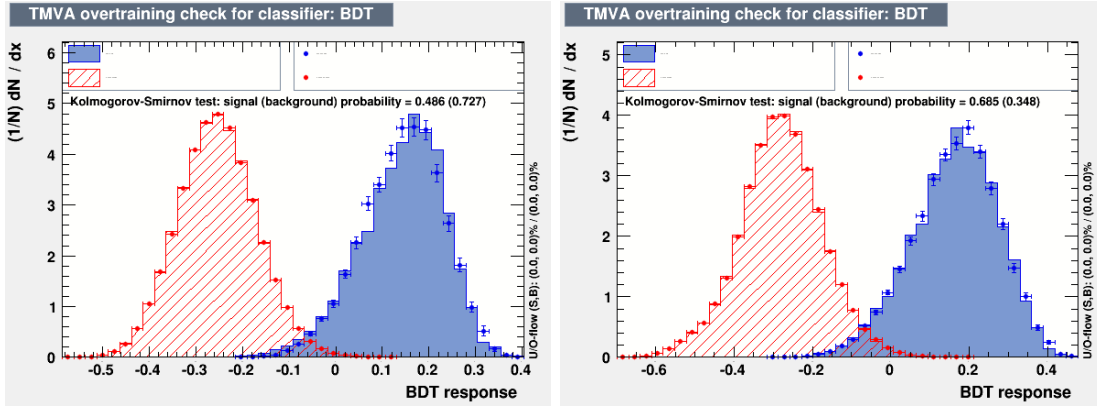 TMVA overtraining check for classifier: BDT
Kolmogorov-Smirnov test: signal (background) probability = 0.486 (0.727)
(1/N) dN / dx
6
5
4
3
2
1
0
-0.5
-0.4
-0.3
-0.2
-0.1
0
0.1
0.2
0.3
0.4
BDT response
U/O-flow (S,B): (0.0, 0.0)% / (0.0, 0.0)%
TMVA overtraining check for classifier: BDT
Kolmogorov-Smirnov test: signal (background) probability = 0.685 (0.348)
(1/N) dN / dx
5
4
3
2
1
0
-0.6
-0.4
-0.2
0
0.2
0.4
BDT response
U/O-flow (S,B): (0.0, 0.0)% / (0.0, 0.0)%